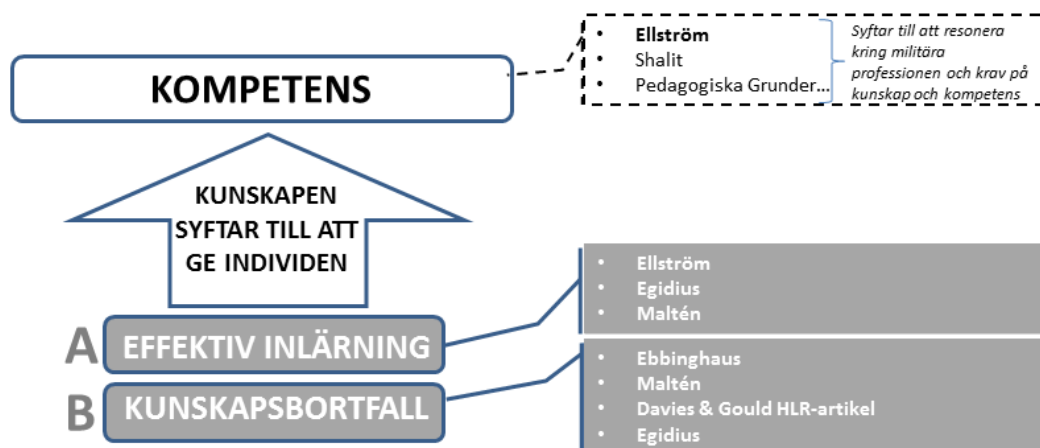 KOMPETENS
• Ellström
• Shalit
• Pedagogiska Grunder...
Syftar till att resonera
kring militära
professionen och krav på
kunskap och kompetens
KUNSKAPEN
SYFTAR TILL ATT
GE INDIVIDEN
A EFFEKTIV INLÄRNING
• Ellström
• Egidius
• Maltén
B KUNSKAPSBORTFALL
• Ebbinghaus
• Maltén
• Davies & Gould HLR-artikel
• Egidius